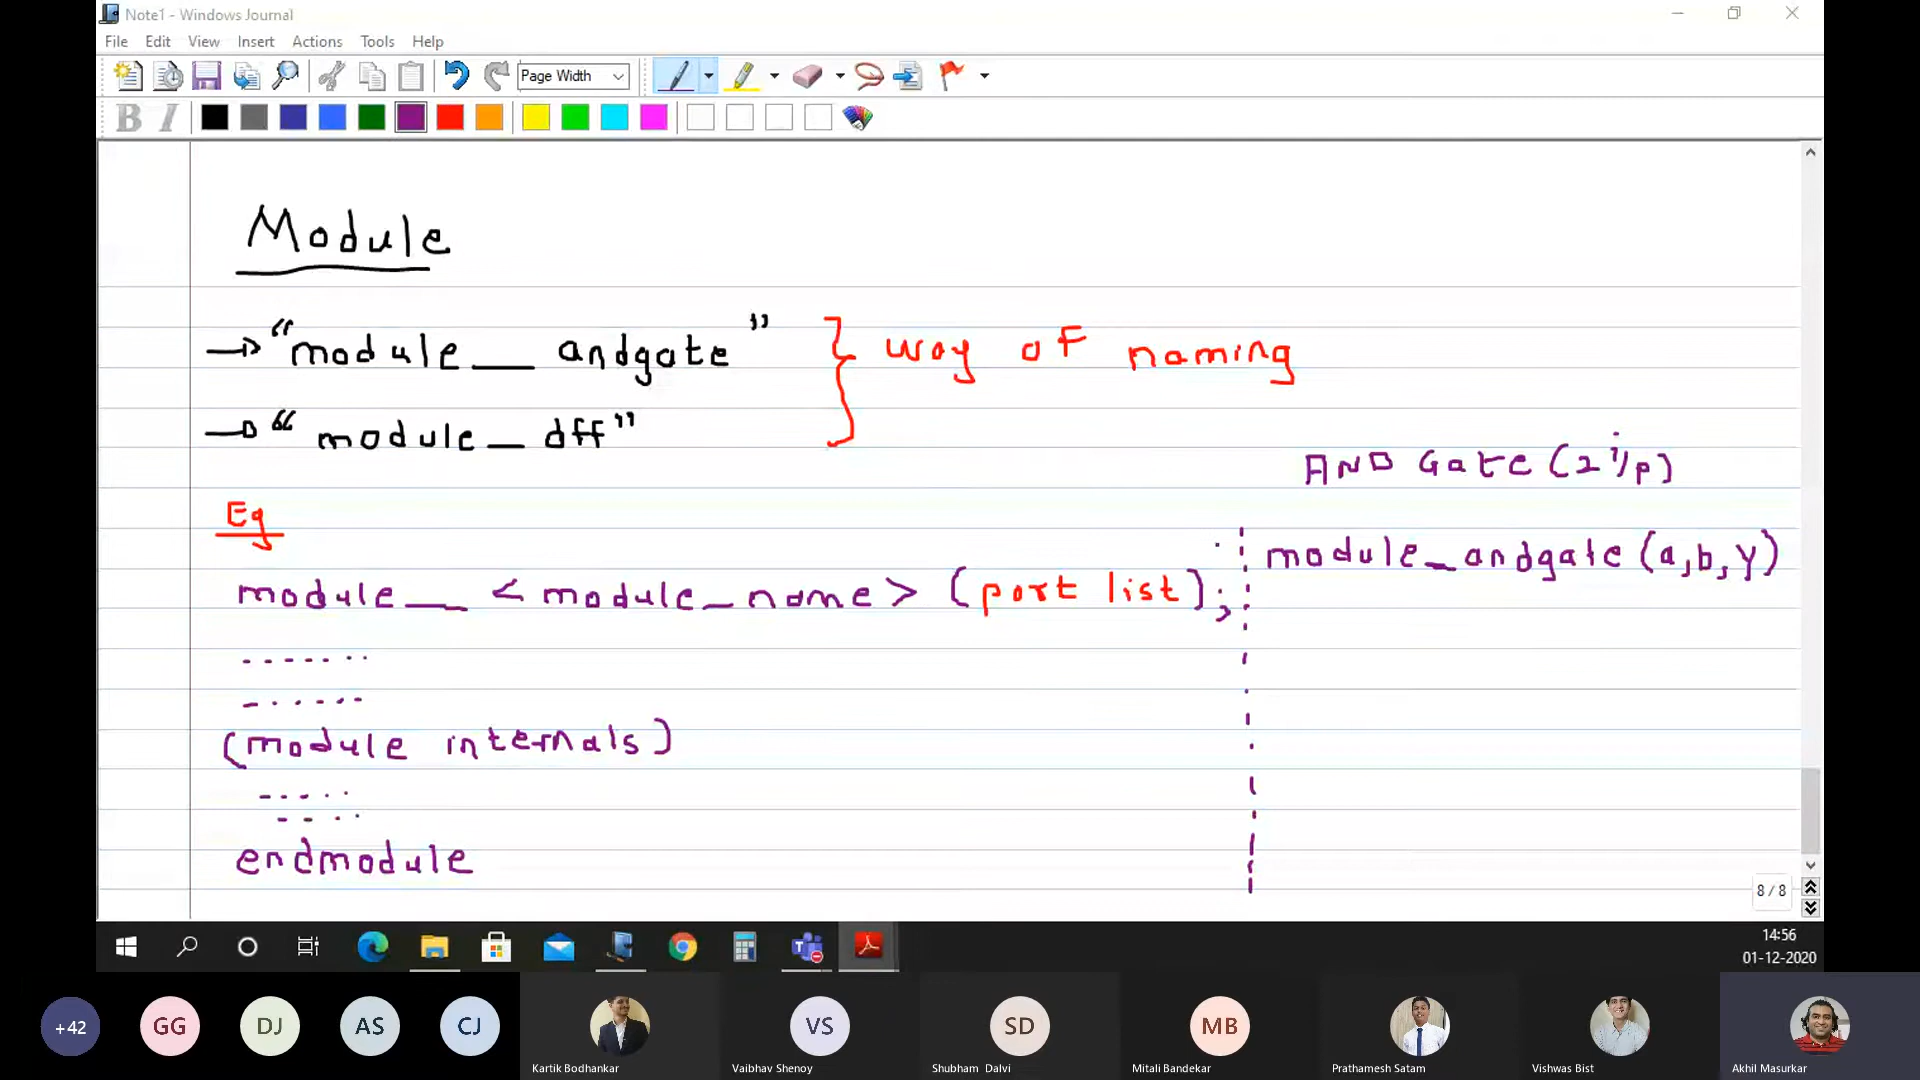 Note1 - Windows Journal
File Edit View Insert Actions Tools Help
Page Width
B I
Module
"module__ andgate"
"module_ dff"
} way of naming
Eg
module__ <module_name> (port list);
(module internals)
endmodule
AND Gate (2 i/p)
module_andgate (a,b,y)
8 / 8
14:56
01-12-2020
+42
GG
DJ
AS
CJ
VS
SD
MB
Kartik Bodhankar
Vaibhav Shenoy
Shubham Dalvi
Mitali Bandekar
Prathamesh Satam
Vishwas Bist
Akhil Masurkar